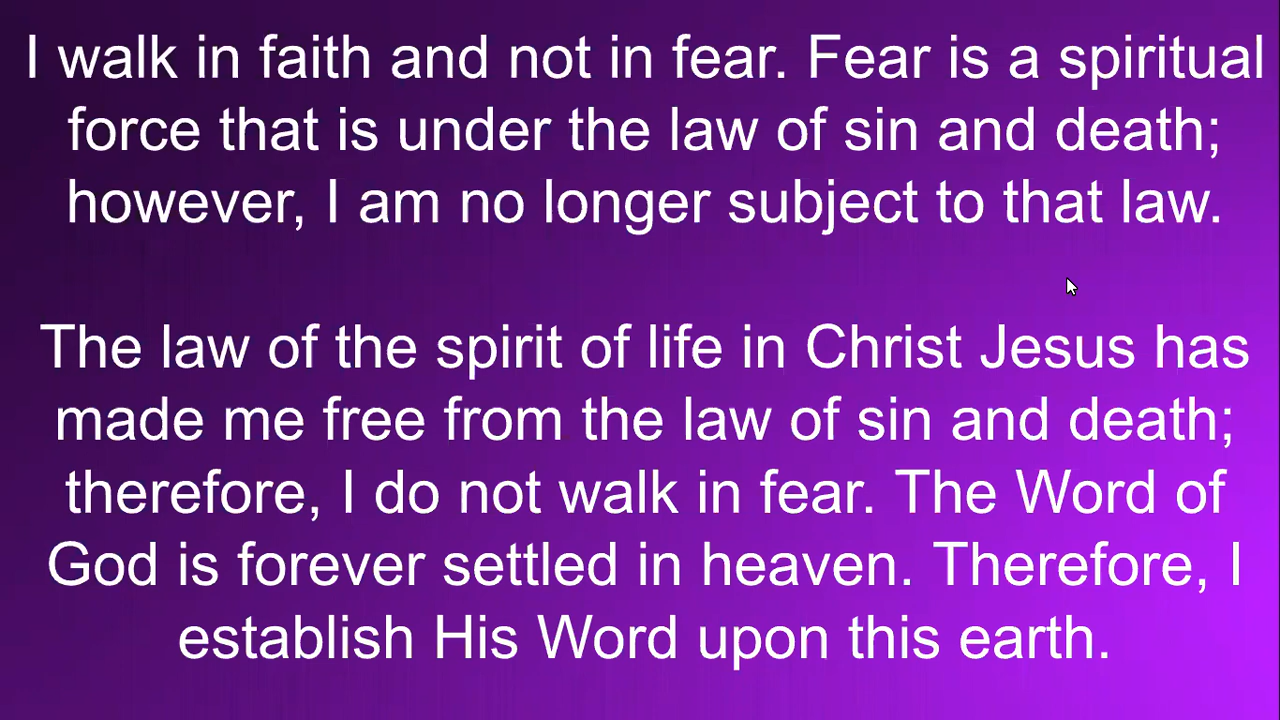 I walk in faith and not in fear. Fear is a spiritual
force that is under the law of sin and death;
however, I am no longer subject to that law.
The law of the spirit of life in Christ Jesus has
made me free from the law of sin and death;
therefore, I do not walk in fear. The Word of
God is forever settled in heaven. Therefore, I
establish His Word upon this earth.